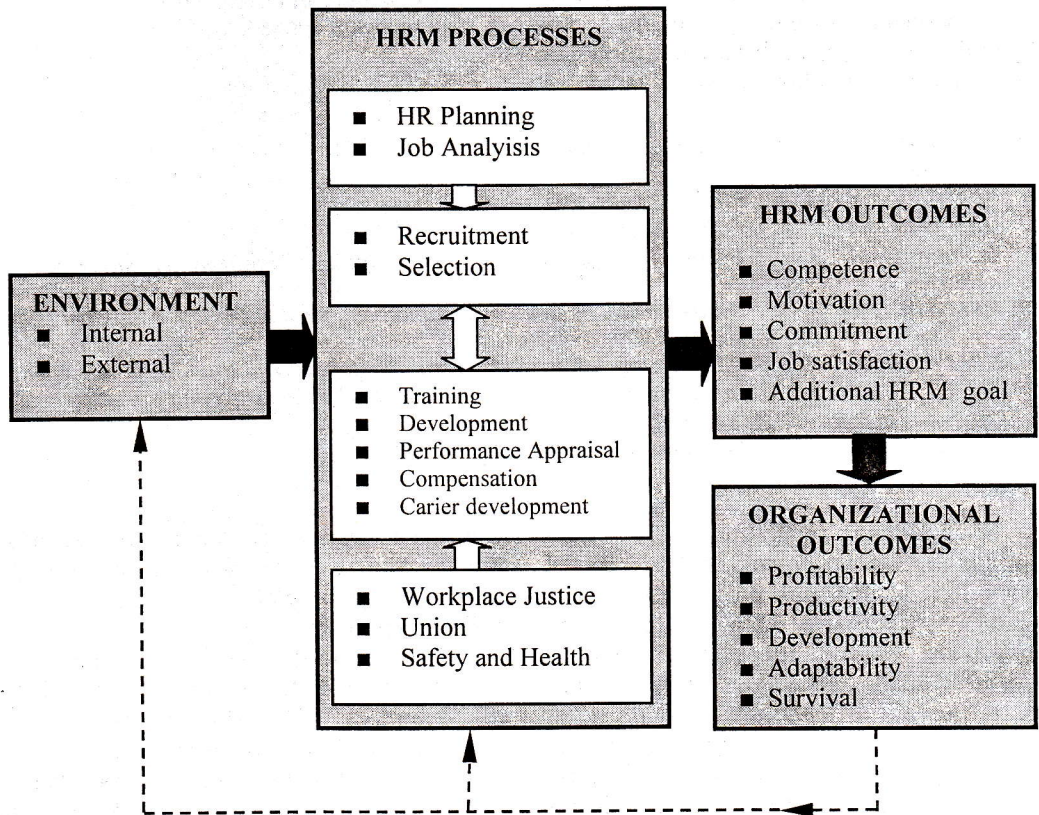 HRM PROCESSES
■ HR Planning
■ Job Analyisis
■ Recruitment
■ Selection
■ Training
■ Development
■ Performance Appraisal
■ Compensation
■ Carier development
■ Workplace Justice
■ Union
■ Safety and Health
ENVIRONMENT
■ Internal
■ External
HRM OUTCOMES
■ Competence
■ Motivation
■ Commitment
■ Job satisfaction
■ Additional HRM goal
ORGANIZATIONAL
OUTCOMES
■ Profitability
■ Productivity
■ Development
■ Adaptability
■ Survival